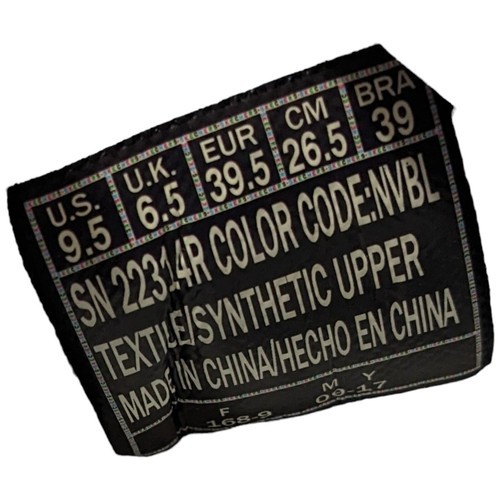 U.S. U.K. EUR CM BRA
9.5 6.5 39.5 26.5 39
SN 22314R COLOR CODE:NVBL
TEXTILE/SYNTHETIC UPPER
MADE IN CHINA/HECHO EN CHINA
F M Y
168-9 09-17